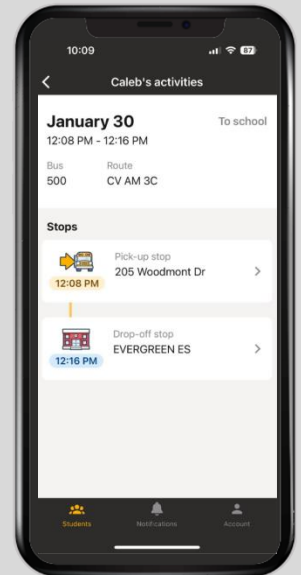 10:09
87
Caleb's activities
January 30
To school
12:08 PM - 12:16 PM
Bus
Route
500
CV AM 3C
Stops
Pick-up stop
205 Woodmont Dr
12:08 PM
Drop-off stop
EVERGREEN ES
12:16 PM
Students
Notifications
Account